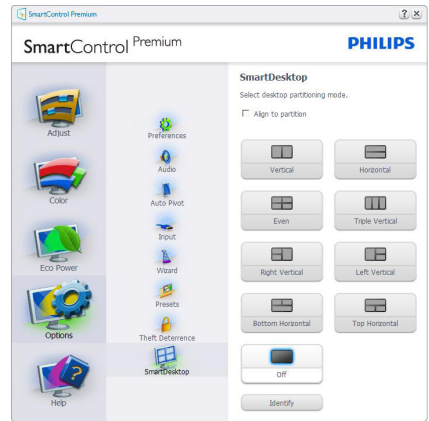 SmartControl Premium
SmartControl Premium
PHILIPS
Adjust
Color
Eco Power
Options
Help
Preferences
Audio
Auto Pivot
Input
Wizard
Presets
Theft Deterrence
SmartDesktop
SmartDesktop
Select desktop partitioning mode.
Align to partition
Vertical
Horizontal
Even
Triple Vertical
Right Vertical
Left Vertical
Bottom Horizontal
Top Horizontal
Off
Identify